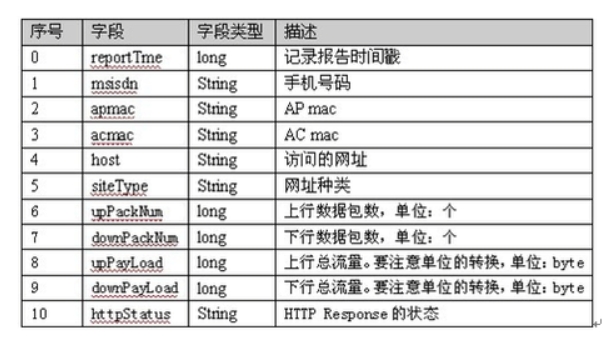 序号 字段 字段类型 描述
0 reportTme long 记录报告时间戳
1 msisdn String 手机号码
2 apmac String AP mac
3 acmac String AC mac
4 host String 访问的网址
5 siteType String 网址种类
6 upPackNum long 上行数据包数，单位：个
7 downPackNum long 下行数据包数，单位：个
8 upPayLoad long 上行总流量。要注意单位的转换，单位：byte
9 downPayLoad long 下行总流量。要注意单位的转换，单位：byte
10 httpStatus String HTTP Response 的状态